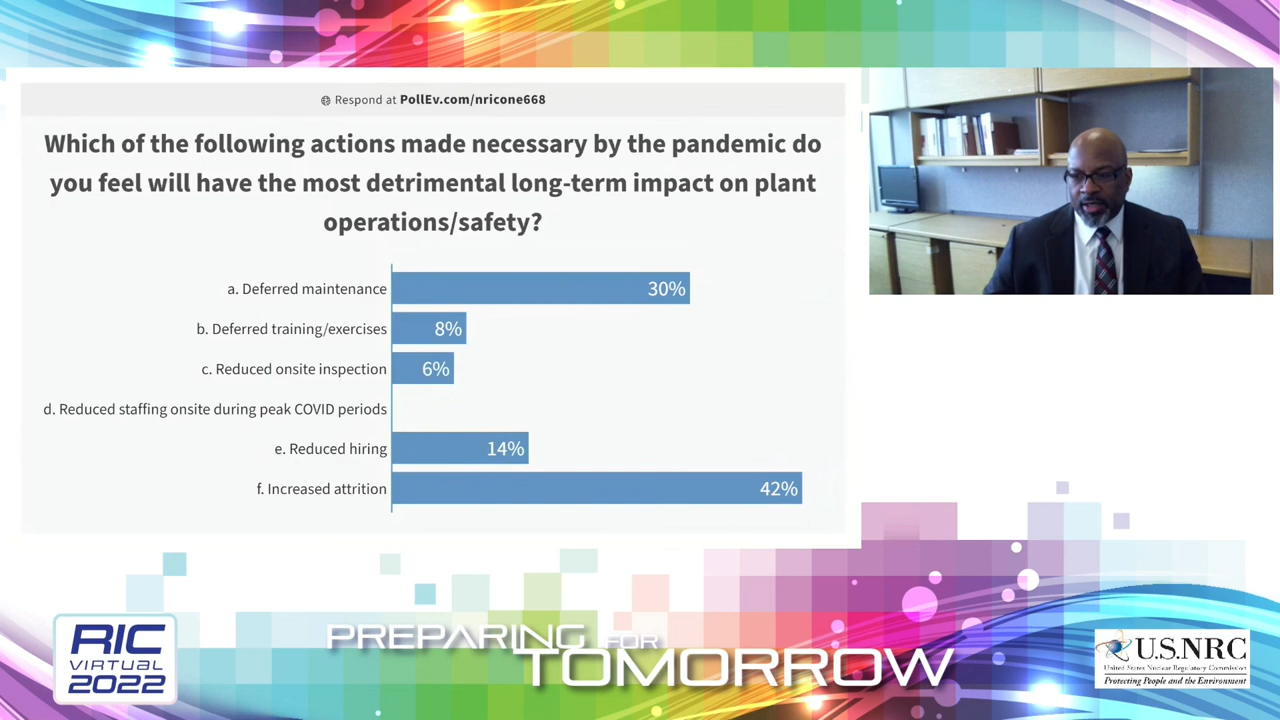 Respond at PollEv.com/nricone668
Which of the following actions made necessary by the pandemic do
you feel will have the most detrimental long-term impact on plant
operations/safety?
a. Deferred maintenance
30%
b. Deferred training/exercises
8%
c. Reduced onsite inspection
6%
d. Reduced staffing onsite during peak COVID periods
e. Reduced hiring
14%
f. Increased attrition
42%
RIC
VIRTUAL
2022
PREPARING FOR
TOMORROW
U.S.NRC
United States Nuclear Regulatory Commission
Protecting People and the Environment